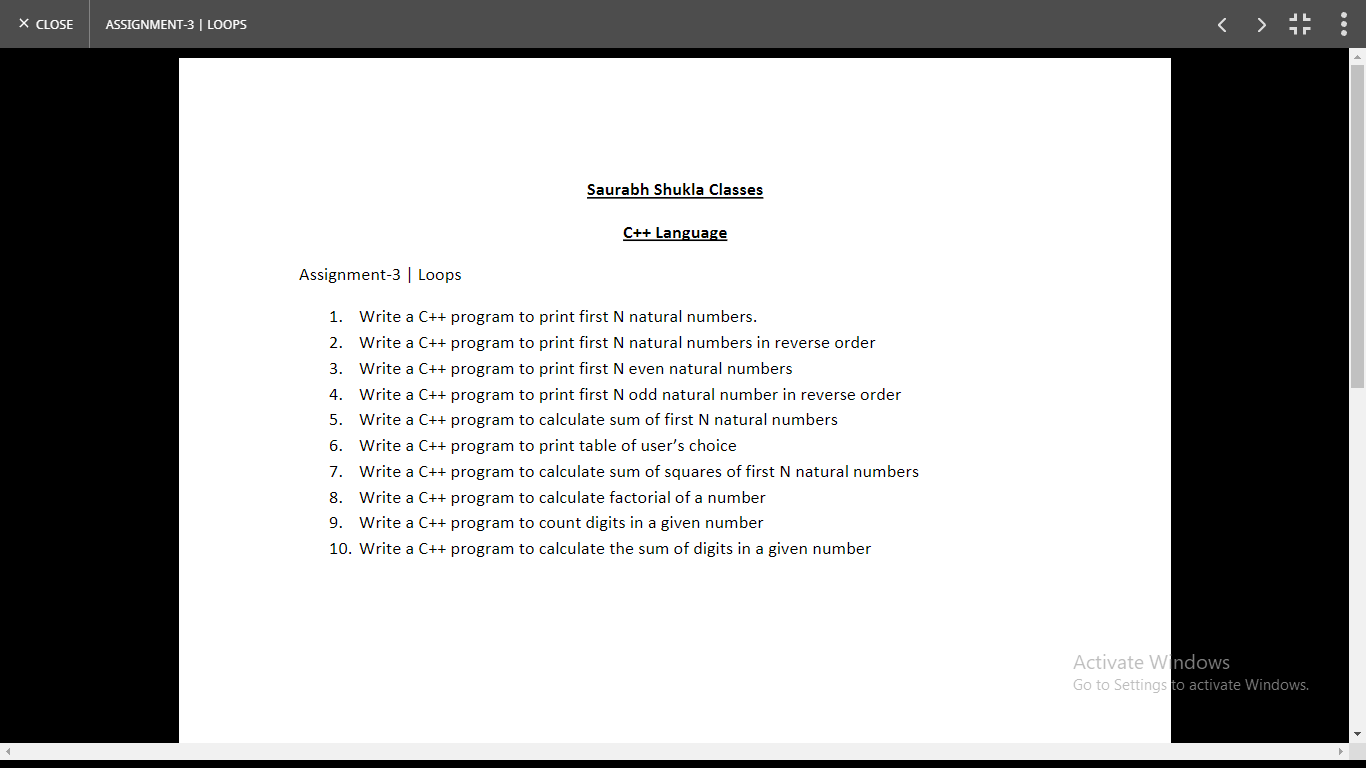 ✕ CLOSE
ASSIGNMENT-3 | LOOPS
Saurabh Shukla Classes
C++ Language
Assignment-3 | Loops
1. Write a C++ program to print first N natural numbers.
2. Write a C++ program to print first N natural numbers in reverse order
3. Write a C++ program to print first N even natural numbers
4. Write a C++ program to print first N odd natural number in reverse order
5. Write a C++ program to calculate sum of first N natural numbers
6. Write a C++ program to print table of user’s choice
7. Write a C++ program to calculate sum of squares of first N natural numbers
8. Write a C++ program to calculate factorial of a number
9. Write a C++ program to count digits in a given number
10. Write a C++ program to calculate the sum of digits in a given number
Activate Windows
Go to Settings to activate Windows.